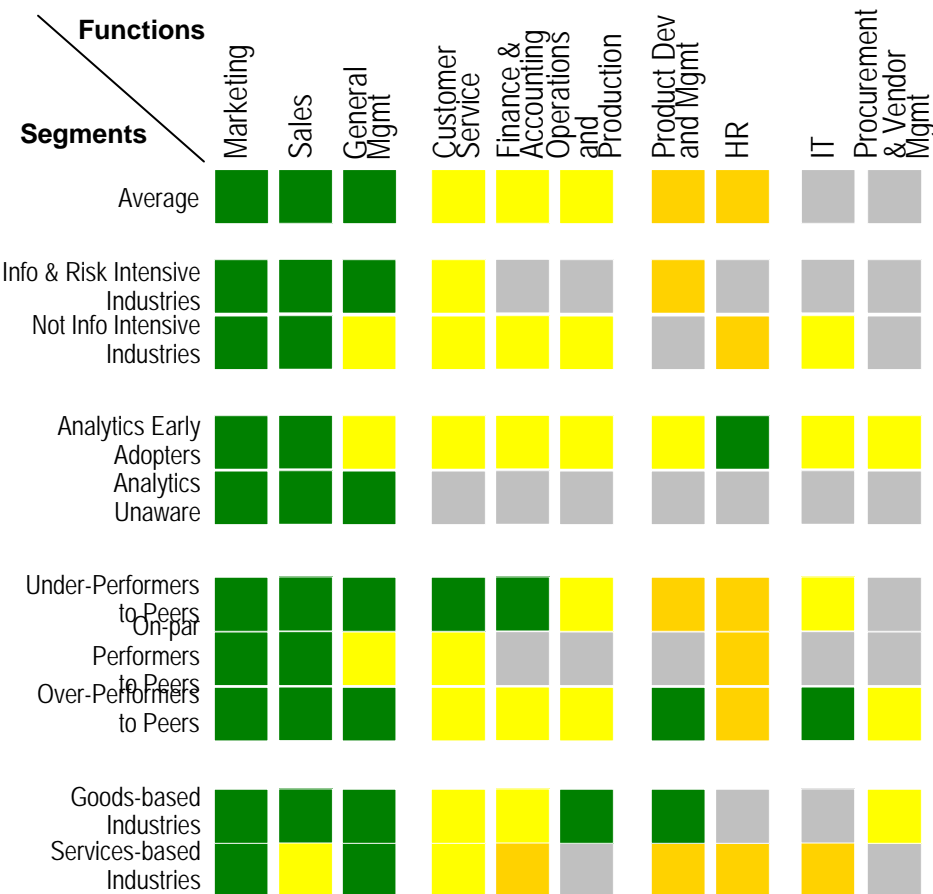 Functions
Segments
Marketing
Sales
General
Mgmt
Customer
Service
Finance &
Accounting
Operations
and
Production
Product Dev
and Mgmt
HR
IT
Procurement
& Vendor
Mgmt
Average
Info & Risk Intensive
Industries
Not Info Intensive
Industries
Analytics Early
Adopters
Analytics
Unaware
Under-Performers
to Peers
On-par
Performers
to Peers
Over-Performers
to Peers
Goods-based
Industries
Services-based
Industries